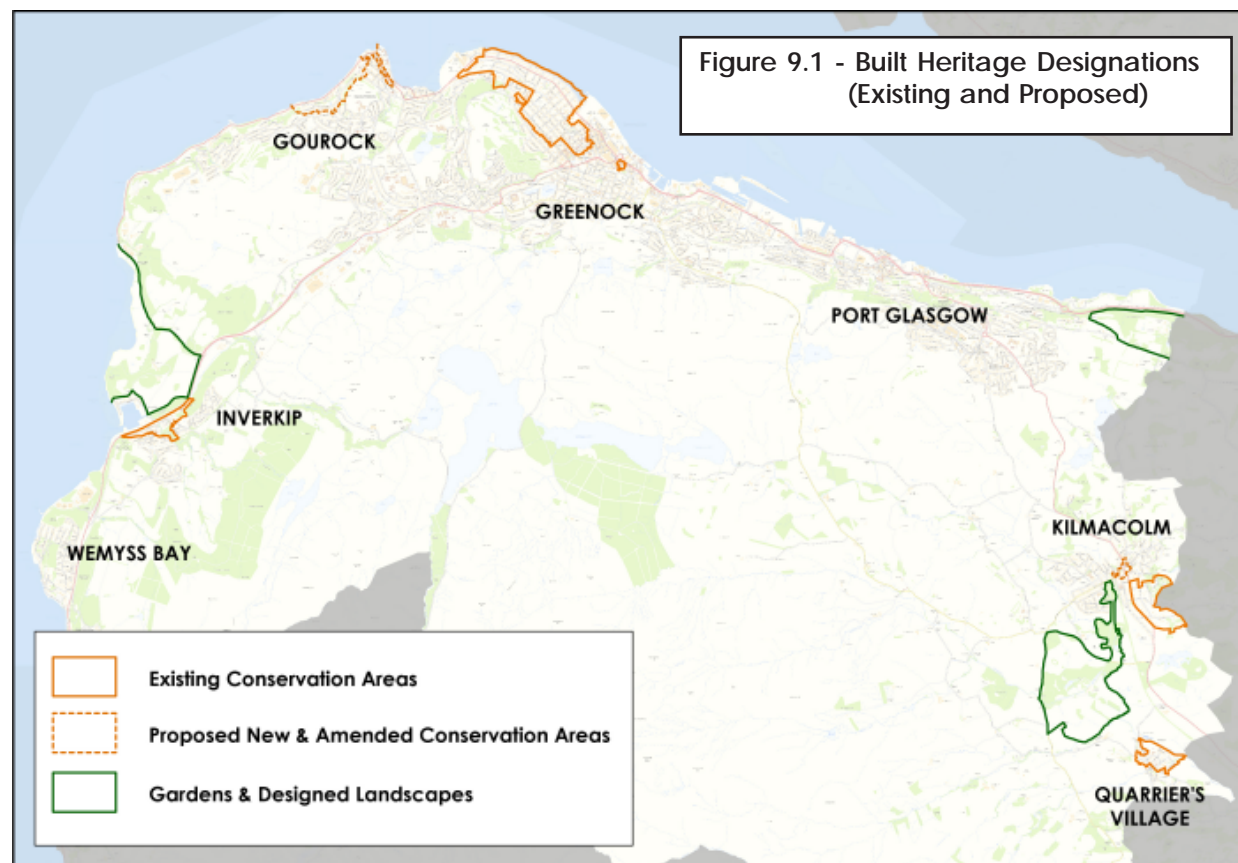 Figure 9.1 - Built Heritage Designations
(Existing and Proposed)
GOUROCK
GREENOCK
PORT GLASGOW
INVERKIP
WEMYSS BAY
KILMACOLM
QUARRIER'S
VILLAGE
Existing Conservation Areas
Proposed New & Amended Conservation Areas
Gardens & Designed Landscapes